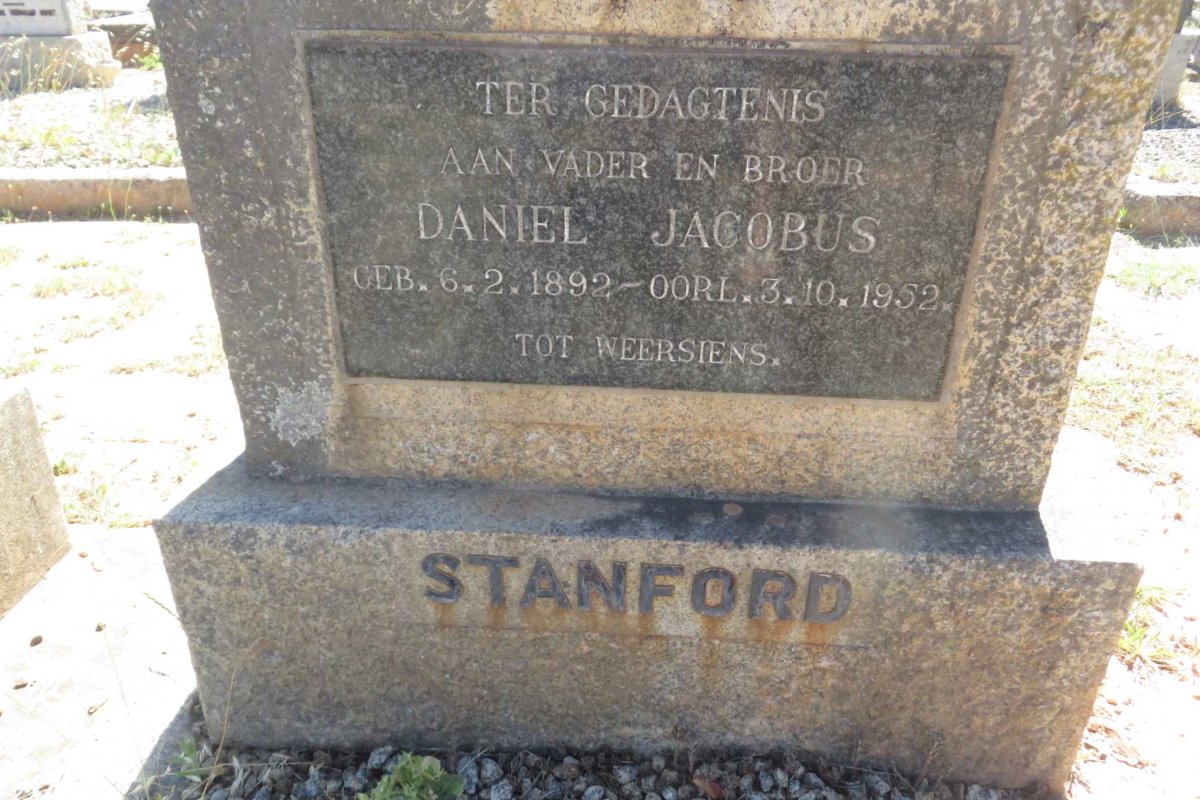 TER GEDAGTENIS
AAN VADER EN BROER
DANIEL JACOBUS
GEB. 6. 2. 1892 – OORL. 3. 10. 1952
TOT WEERSIENS.
STANFORD